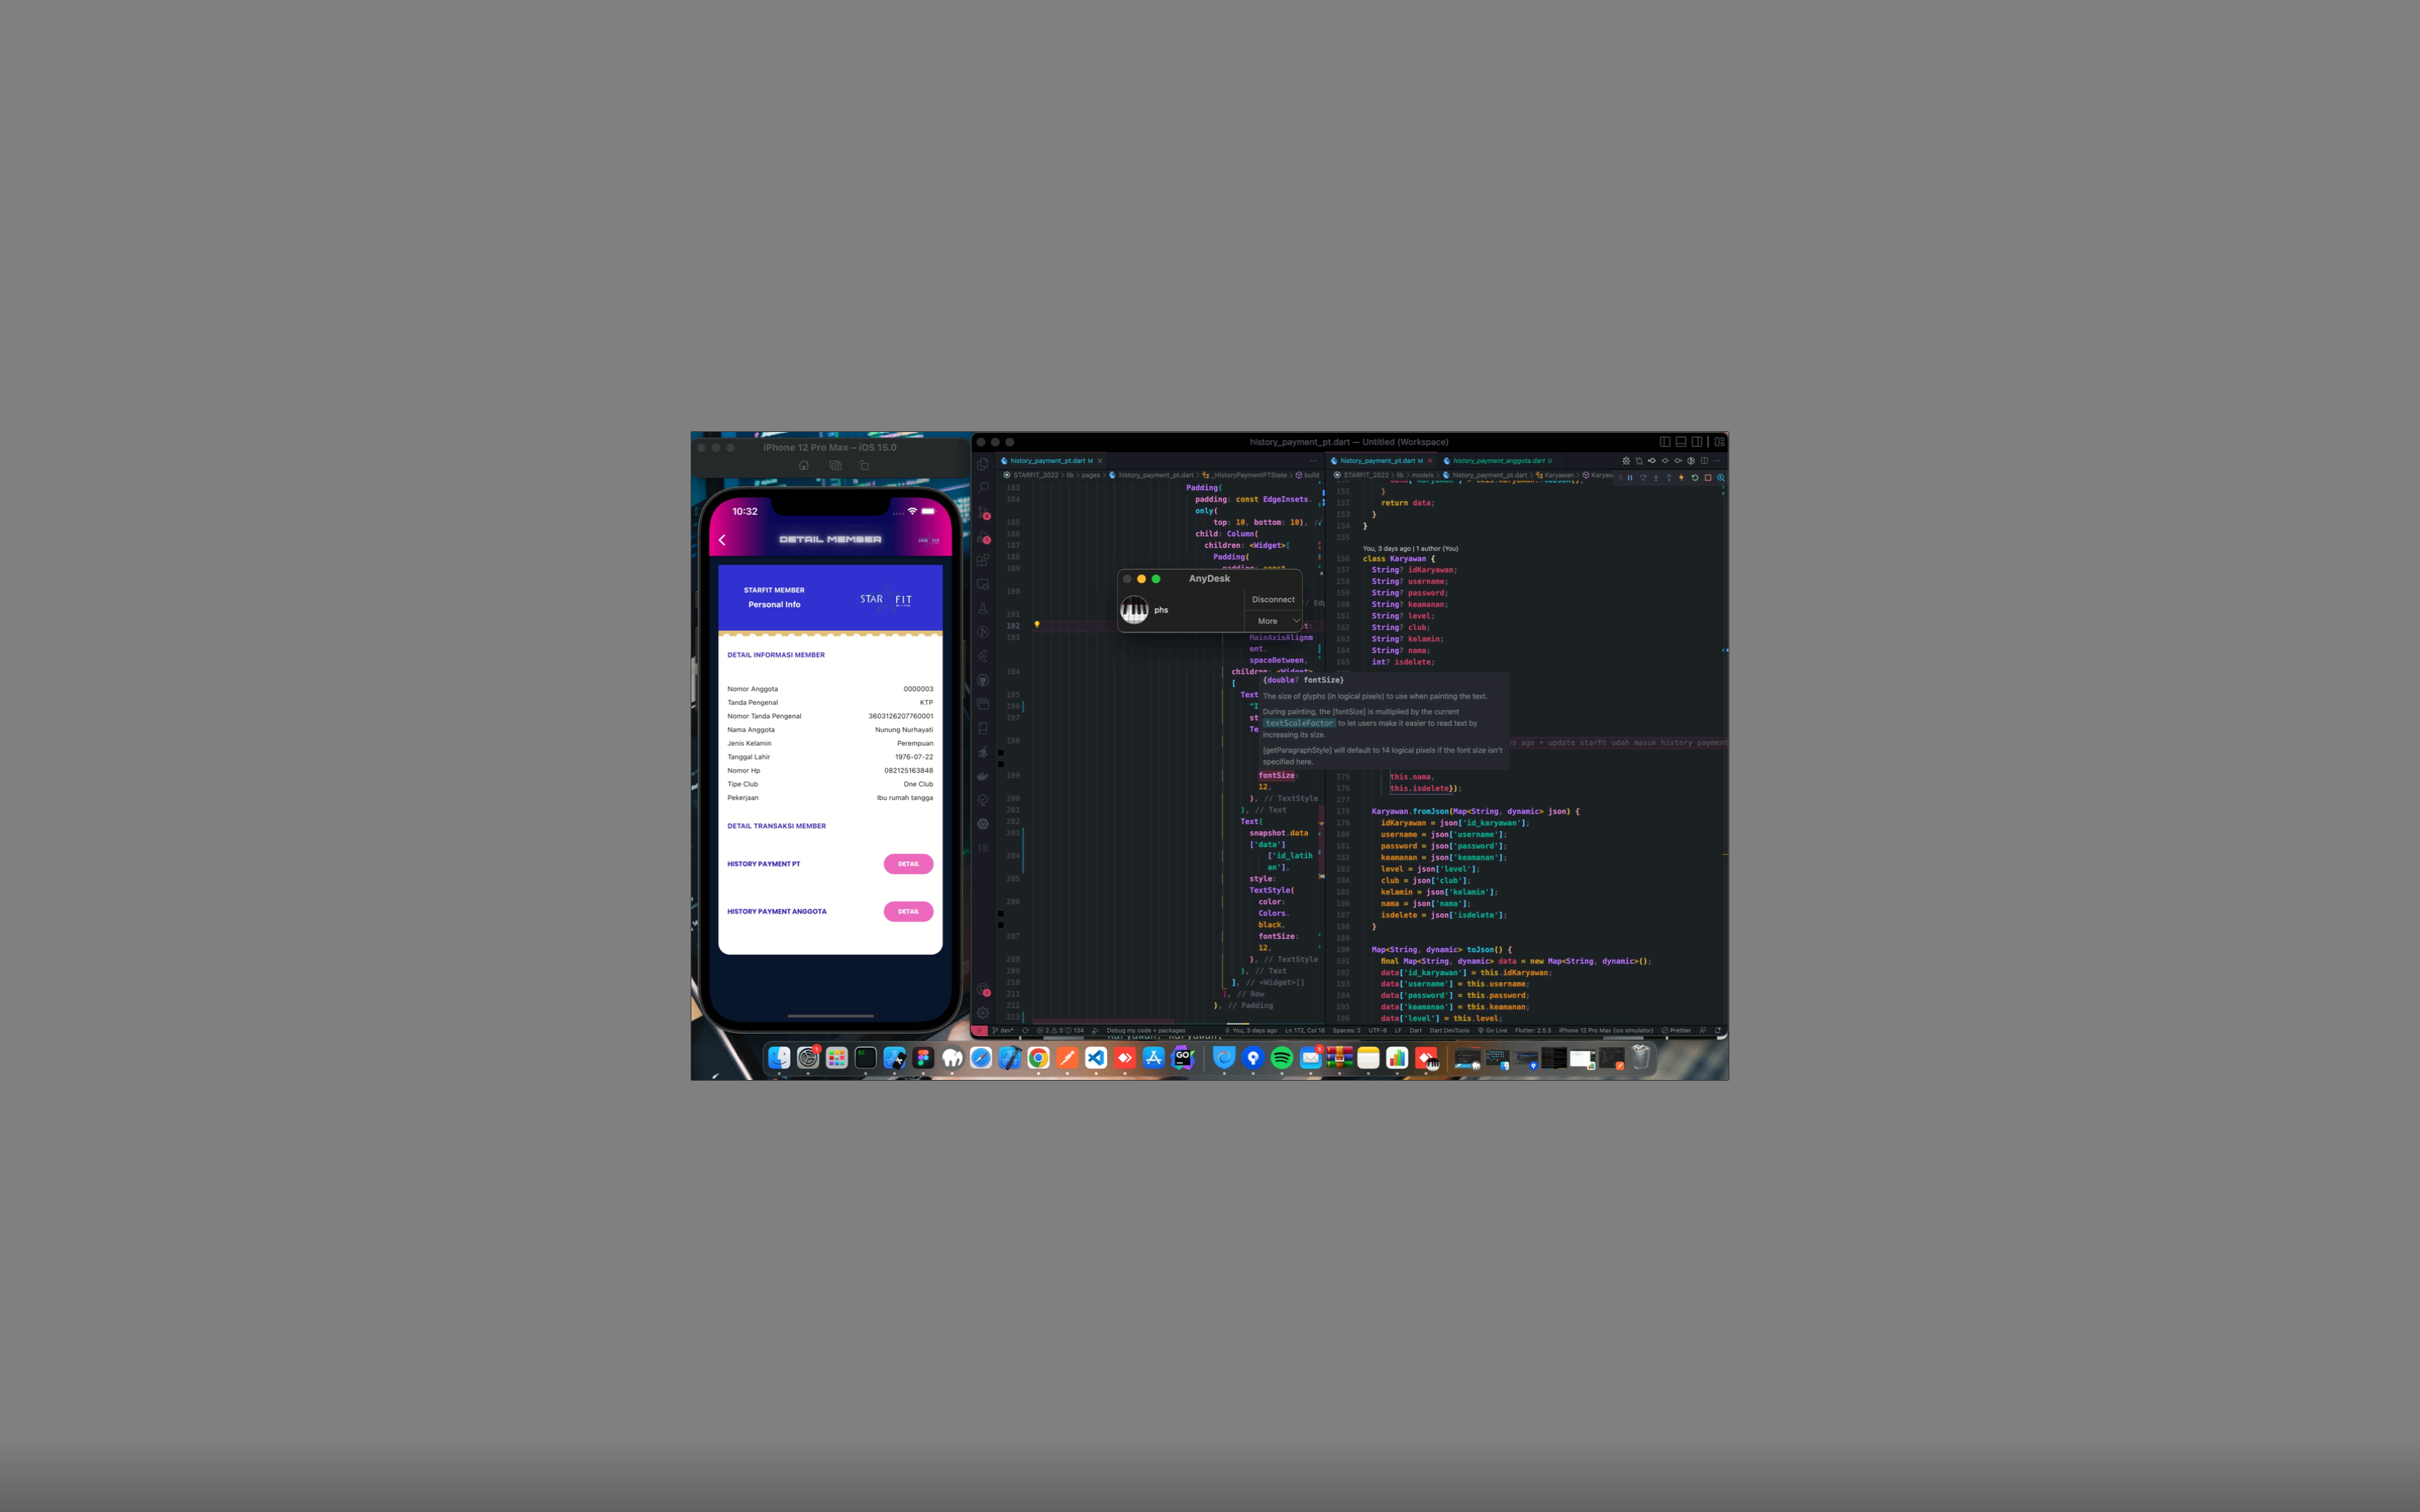 iPhone 12 Pro Max – iOS 15.0
10:32
DETAIL MEMBER
STARFIT MEMBER
Personal Info
STAR FIT
DETAIL INFORMASI MEMBER
Nomor Anggota 0000003
Tanda Pengenal KTP
Nomor Tanda Pengenal 3603126207760001
Nama Anggota Nunung Nurhayati
Jenis Kelamin Perempuan
Tanggal Lahir 1976-07-22
Nomor Hp 082125163848
Tipe Club One Club
Pekerjaan Ibu rumah tangga
DETAIL TRANSAKSI MEMBER
HISTORY PAYMENT PT DETAIL
HISTORY PAYMENT ANGGOTA DETAIL
history_payment_pt.dart — Untitled (Workspace)
history_payment_pt.dart M
STARFIT_2022 > lib > pages > history_payment_pt.dart > _HistoryPaymentPTState > build
183 Padding(
184 padding: const EdgeInsets.
only(
185 top: 10, bottom: 10), //
186 child: Column(
187 children: <Widget>[
188 Padding(
189 padding: const
190
191
192
193 MainAxisAlignm
ent.
spaceBetween,
194 children: <Widget>
[
195 Text
196 "I
197 st
Te
198
199 fontSize:
12,
200 ), // TextStyle
201 ), // Text
202 Text(
203 snapshot.data
['data']
204 ['id_latih
an'],
205 style:
TextStyle(
206 color:
Colors.
black,
207 fontSize:
12,
208 ), // TextStyle
209 ), // Text
210 ], // <Widget>[]
211 ), // Row
212 ), // Padding
213
AnyDesk
phs
Disconnect
More
{double? fontSize}
The size of glyphs (in logical pixels) to use when painting the text.
During painting, the [fontSize] is multiplied by the current
textScaleFactor to let users make it easier to read text by
increasing its size.
[getParagraphStyle] will default to 14 logical pixels if the font size isn't
specified here.
history_payment_pt.dart M
history_payment_anggota.dart U
STARFIT_2022 > lib > models > history_payment_pt.dart > Karyawan > Karyaw
151 }
152 return data;
153 }
154 }
155
You, 3 days ago | 1 author (You)
156 class Karyawan {
157 String? idKaryawan;
158 String? username;
159 String? password;
160 String? keamanan;
161 String? level;
162 String? club;
163 String? kelamin;
164 String? nama;
165 int? isdelete;
ys ago • update starfit udah masuk history payment
175 this.nama,
176 this.isdelete});
177
178 Karyawan.fromJson(Map<String, dynamic> json) {
179 idKaryawan = json['id_karyawan'];
180 username = json['username'];
181 password = json['password'];
182 keamanan = json['keamanan'];
183 level = json['level'];
184 club = json['club'];
185 kelamin = json['kelamin'];
186 nama = json['nama'];
187 isdelete = json['isdelete'];
188 }
189
190 Map<String, dynamic> toJson() {
191 final Map<String, dynamic> data = new Map<String, dynamic>();
192 data['id_karyawan'] = this.idKaryawan;
193 data['username'] = this.username;
194 data['password'] = this.password;
195 data['keamanan'] = this.keamanan;
196 data['level'] = this.level;
dev* 2 0 134 Debug my code + packages You, 3 days ago Ln 172, Col 16 Spaces: 2 UTF-8 LF Dart Dart DevTools Go Live Flutter: 2.5.3 iPhone 12 Pro Max (ios simulator) Prettier
GO